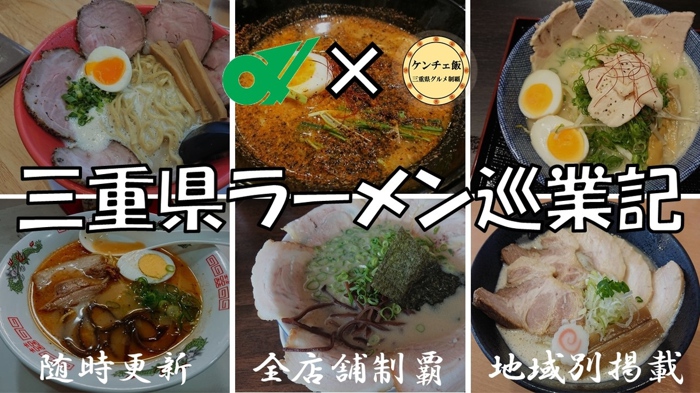 ×
ケンチェ飯
三重県グルメ制覇
三重県ラーメン巡業記
随時更新 全店舗制覇 地域別掲載